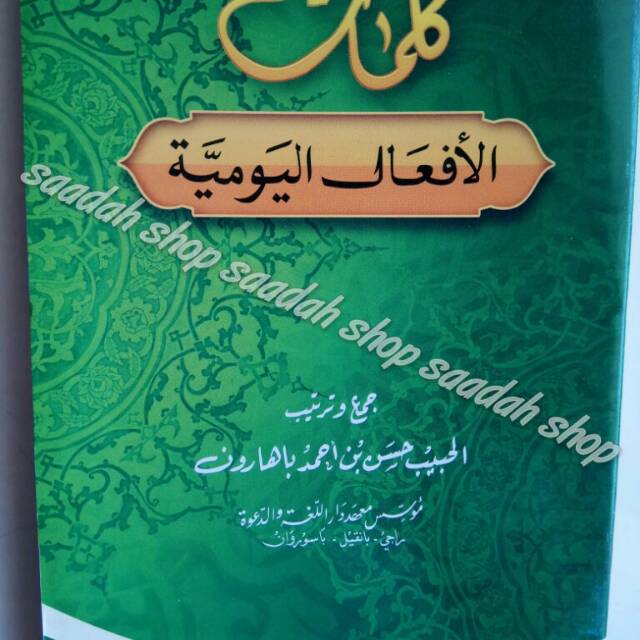 كلمات
الأفعال اليومية
جمع وترتيب
الحبيب حسن بن أحمد باهارون
مؤسس معهد دار اللغة والدعوة
راجي - بانقيل - باسوروان
saadah shop saadah shop saadah shop